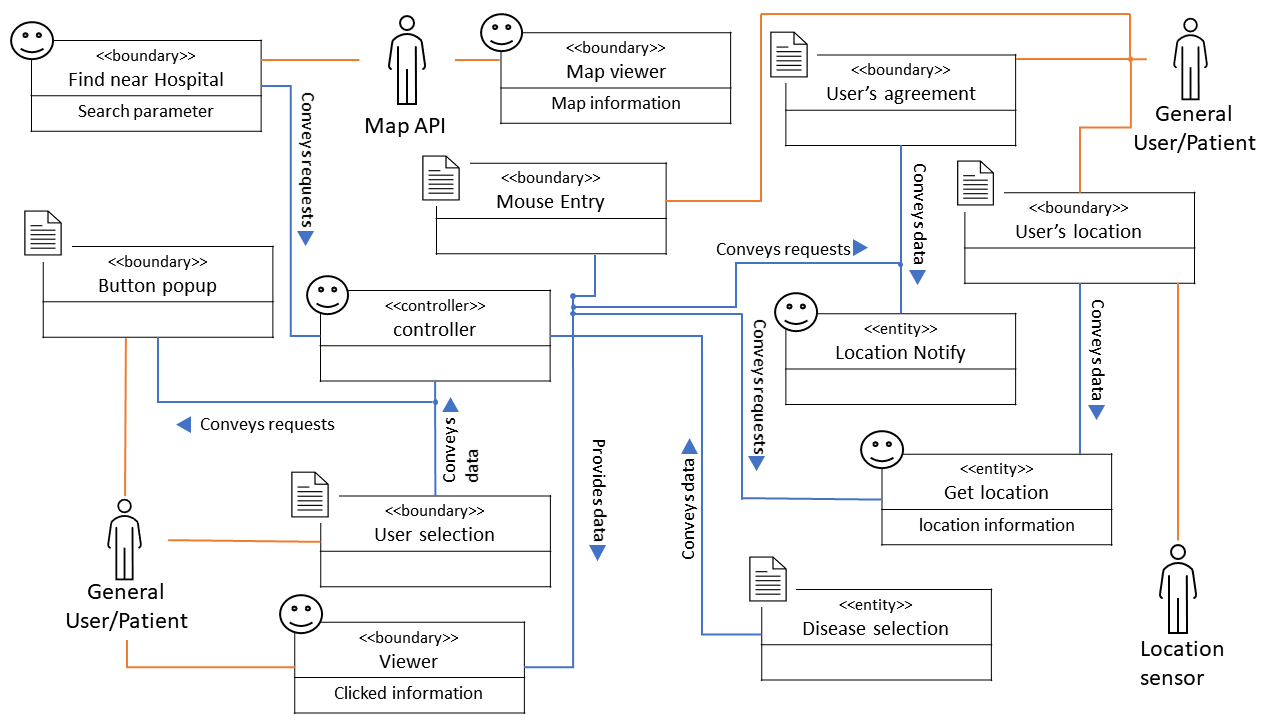 <<boundary>>
Find near Hospital
Search parameter
Map API
<<boundary>>
Map viewer
Map information
<<boundary>>
User's agreement
General
User/Patient
Conveys requests
<<boundary>>
Mouse Entry
Conveys data
<<boundary>>
User's location
<<boundary>>
Button popup
Conveys requests
<<controller>>
controller
<<entity>>
Location Notify
Conveys requests
Conveys data
Conveys requests
Conveys
data
Provides data
Conveys data
<<entity>>
Get location
location information
<<boundary>>
User selection
General
User/Patient
<<boundary>>
Viewer
Clicked information
<<entity>>
Disease selection
Location
sensor